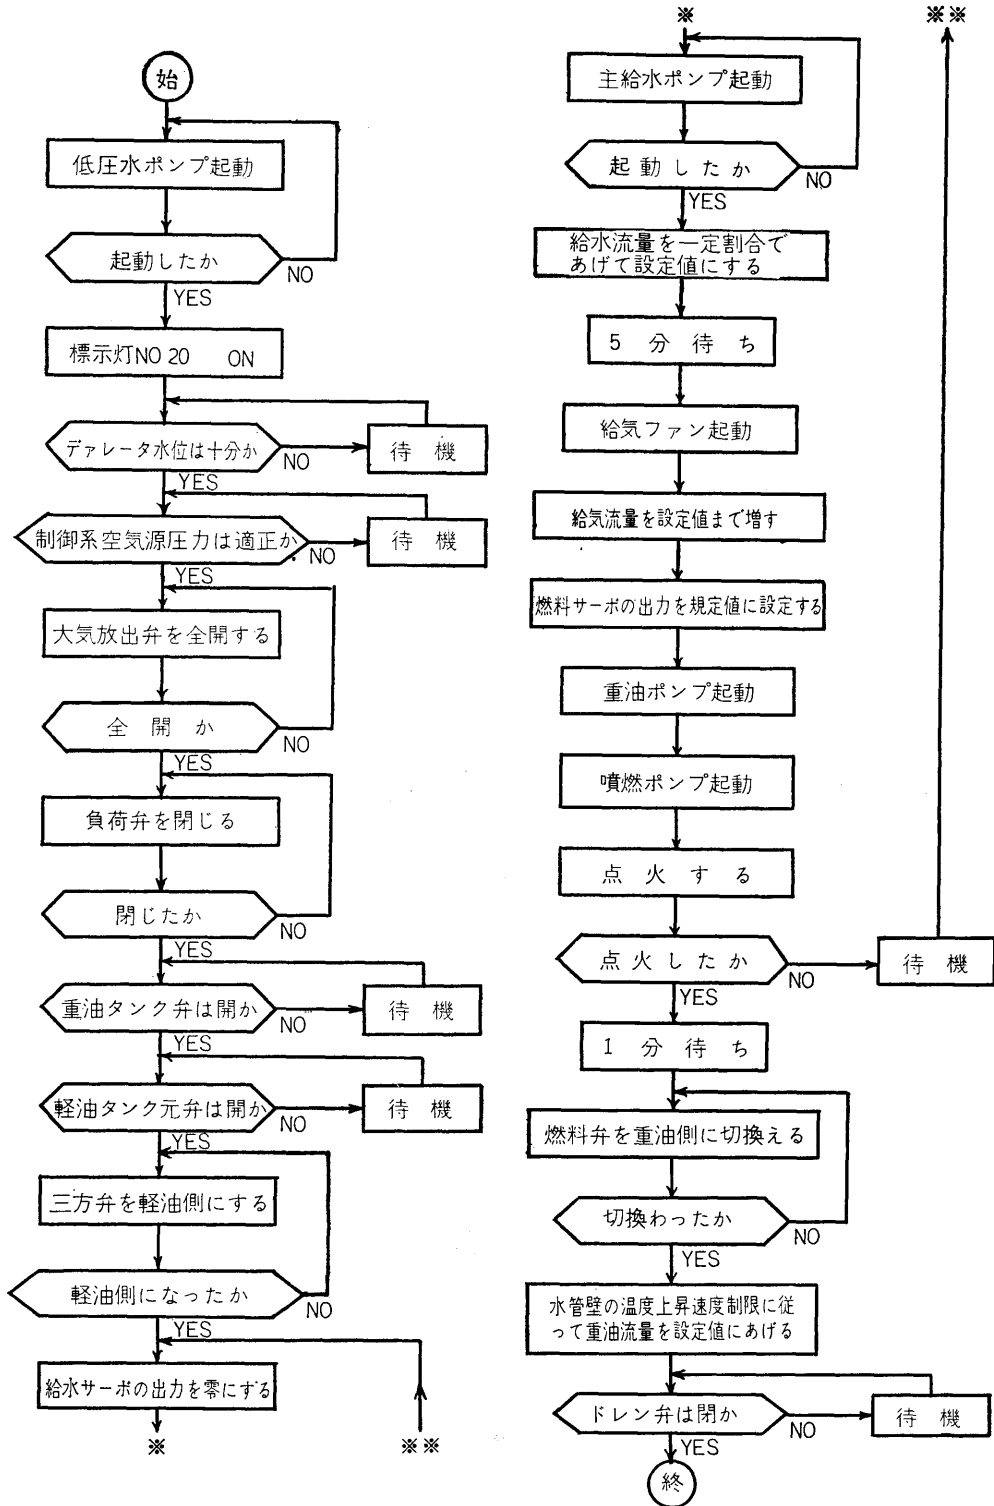 始
低圧水ポンプ起動
起動したか
NO
YES
標示灯NO 20 ON
デァレータ水位は十分か
NO
待機
YES
制御系空気源圧力は適正か
NO
待機
YES
大気放出弁を全開する
全開か
NO
YES
負荷弁を閉じる
閉じたか
NO
YES
重油タンク弁は開か
NO
待機
YES
軽油タンク元弁は開か
NO
待機
YES
三方弁を軽油側にする
軽油側になったか
NO
YES
給水サーボの出力を零にする
※
※※
※
※※
主給水ポンプ起動
起動したか
NO
YES
給水流量を一定割合で
あげて設定値にする
5分待ち
給気ファン起動
給気流量を設定値まで増す
燃料サーボの出力を規定値に設定する
重油ポンプ起動
噴燃ポンプ起動
点火する
点火したか
NO
待機
YES
1分待ち
燃料弁を重油側に切換える
切換わったか
NO
YES
水管壁の温度上昇速度制限に従
って重油流量を設定値にあげる
ドレン弁は閉か
NO
待機
YES
終